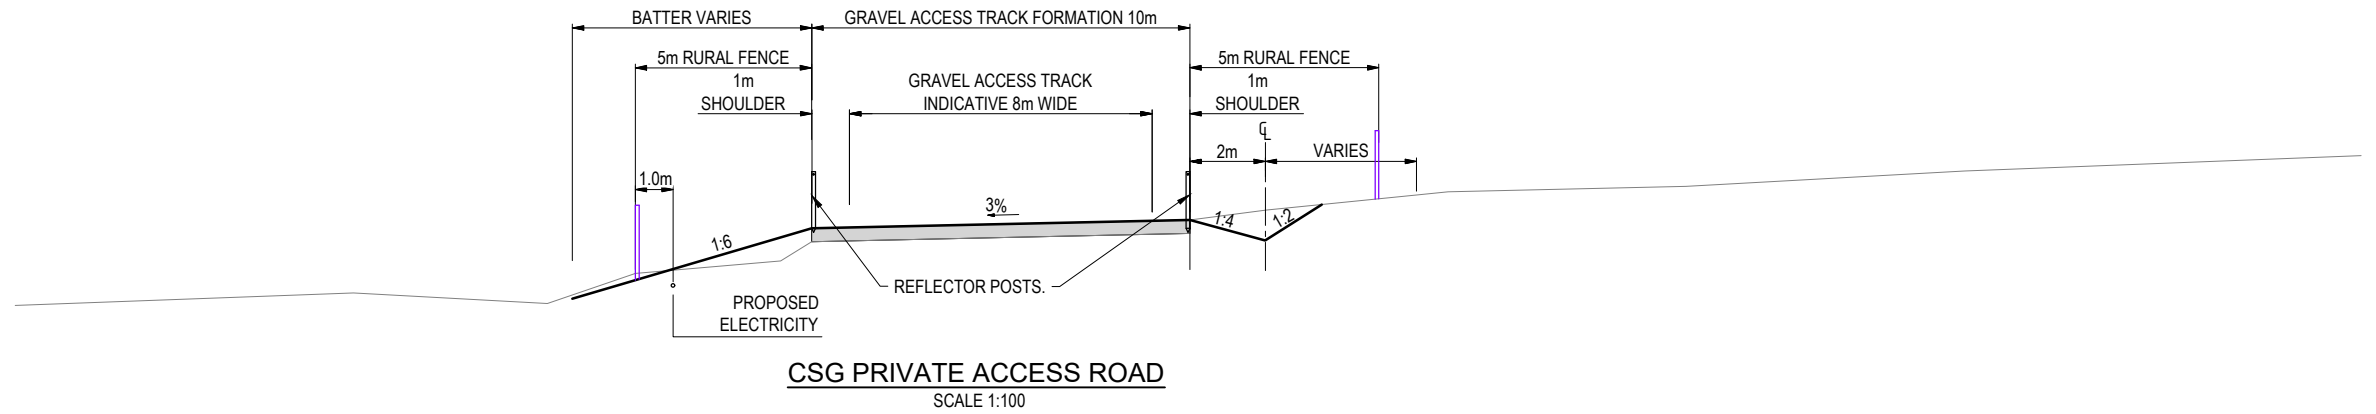 BATTER VARIES
GRAVEL ACCESS TRACK FORMATION 10m
5m RURAL FENCE
5m RURAL FENCE
1m
SHOULDER
GRAVEL ACCESS TRACK
INDICATIVE 8m WIDE
1m
SHOULDER
CL
2m
VARIES
1.0m
3%
1:6
1:4
1:2
REFLECTOR POSTS.
PROPOSED
ELECTRICITY
CSG PRIVATE ACCESS ROAD
SCALE 1:100